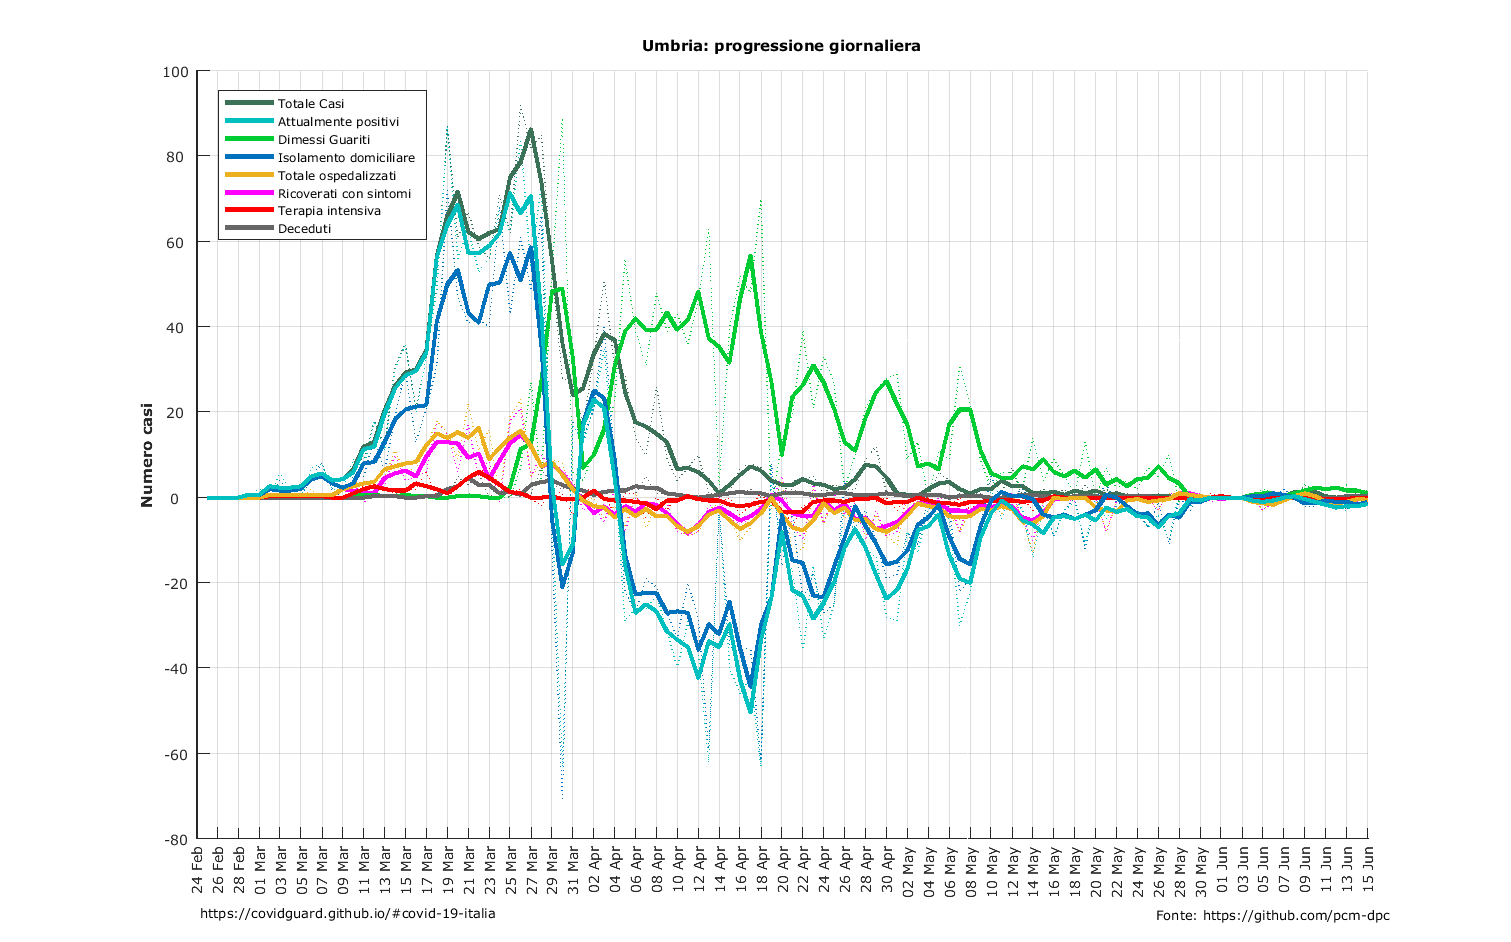 Umbria: progressione giornaliera
Numero casi
100
80
60
40
20
0
-20
-40
-60
-80
Totale Casi
Attualmente positivi
Dimessi Guariti
Isolamento domiciliare
Totale ospedalizzati
Ricoverati con sintomi
Terapia intensiva
Deceduti
24 Feb
26 Feb
28 Feb
01 Mar
03 Mar
05 Mar
07 Mar
09 Mar
11 Mar
13 Mar
15 Mar
17 Mar
19 Mar
21 Mar
23 Mar
25 Mar
27 Mar
29 Mar
31 Mar
02 Apr
04 Apr
06 Apr
08 Apr
10 Apr
12 Apr
14 Apr
16 Apr
18 Apr
20 Apr
22 Apr
24 Apr
26 Apr
28 Apr
30 Apr
02 May
04 May
06 May
08 May
10 May
12 May
14 May
16 May
18 May
20 May
22 May
24 May
26 May
28 May
30 May
01 Jun
03 Jun
05 Jun
07 Jun
09 Jun
11 Jun
13 Jun
15 Jun
https://covidguard.github.io/#covid-19-italia
Fonte: https://github.com/pcm-dpc